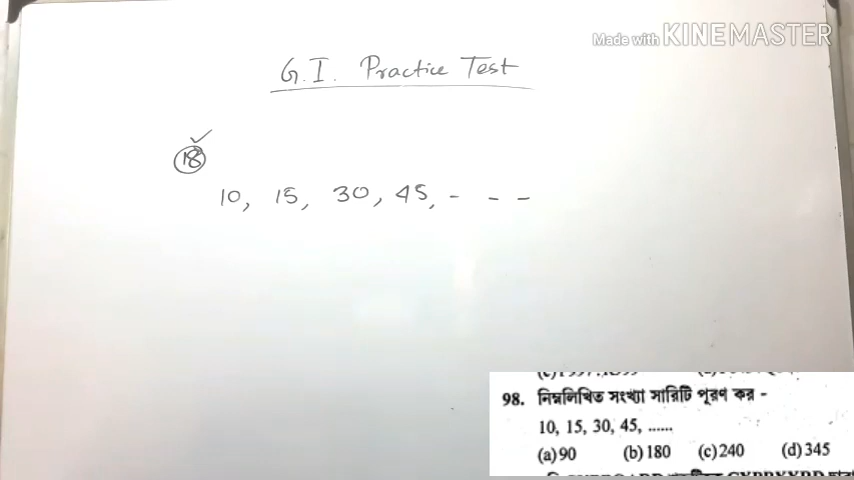 Made with KINEMASTER
G.I. Practice Test
18
10, 15, 30, 45, - - -
98. নিম্নলিখিত সংখ্যা সারিটি পূরণ কর -
10, 15, 30, 45, ......
(a) 90 (b) 180 (c) 240 (d) 345